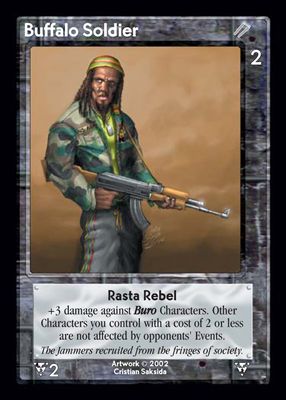 Buffalo Soldier
2
Rasta Rebel
+3 damage against Buro Characters. Other
Characters you control with a cost of 2 or less
are not affected by opponents' Events.
The Jammers recruited from the fringes of society.
2
Artwork © 2002
Cristian Saksida